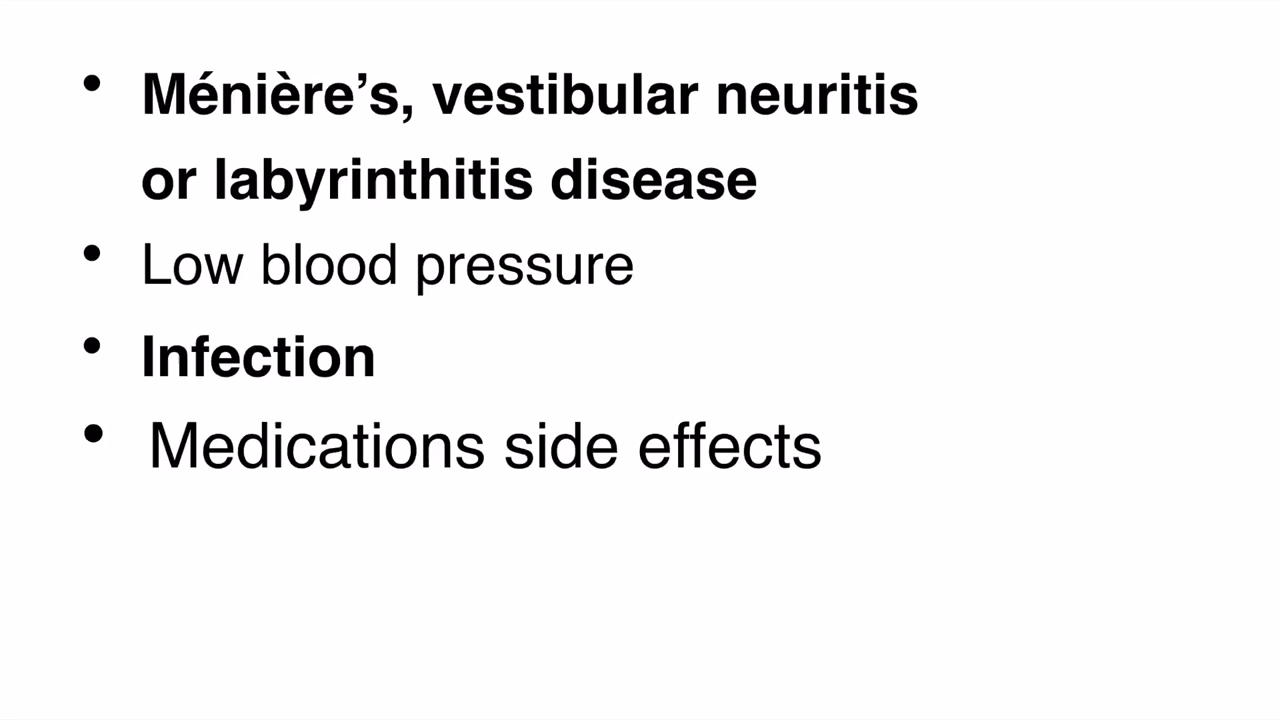 • Ménière’s, vestibular neuritis
or labyrinthitis disease
• Low blood pressure
• Infection
• Medications side effects